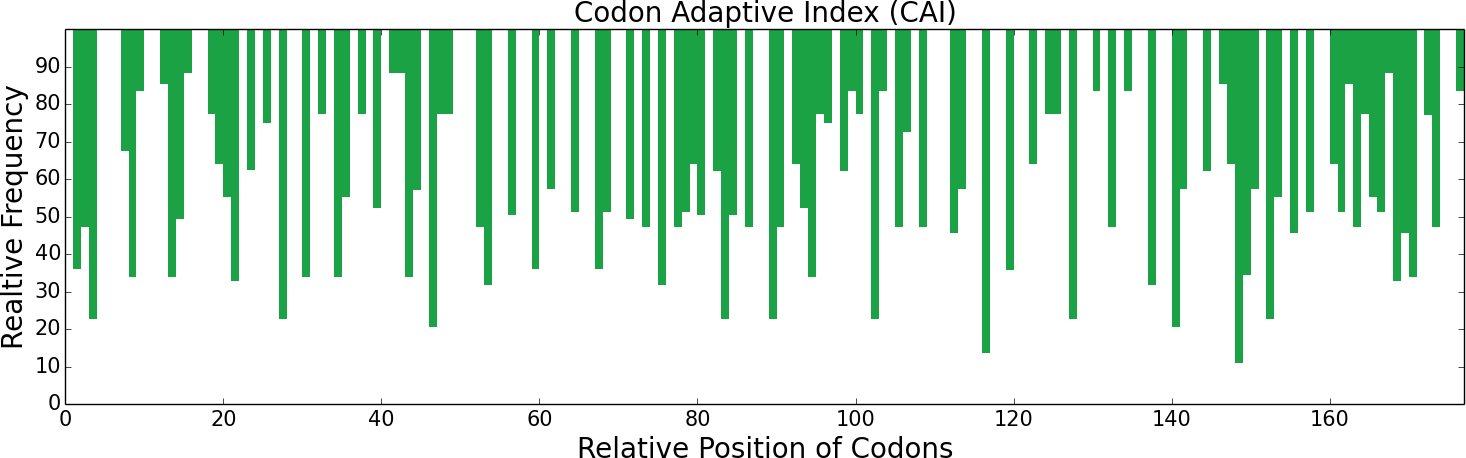 Codon Adaptive Index (CAI)
Realtive Frequency
90
80
70
60
50
40
30
20
10
0
0 20 40 60 80 100 120 140 160
Relative Position of Codons